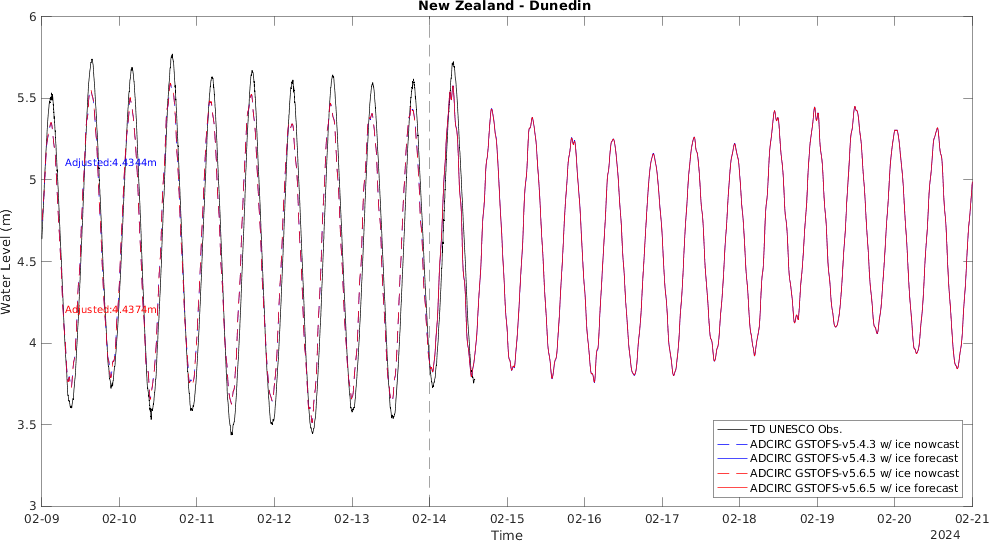 New Zealand - Dunedin
6
5.5
5
4.5
4
3.5
3
Water Level (m)
Adjusted:4.4344m
Adjusted:4.4374m
TD UNESCO Obs.
ADCIRC GSTOFS-v5.4.3 w/ ice nowcast
ADCIRC GSTOFS-v5.4.3 w/ ice forecast
ADCIRC GSTOFS-v5.6.5 w/ ice nowcast
ADCIRC GSTOFS-v5.6.5 w/ ice forecast
02-09 02-10 02-11 02-12 02-13 02-14 02-15 02-16 02-17 02-18 02-19 02-20 02-21
Time
2024